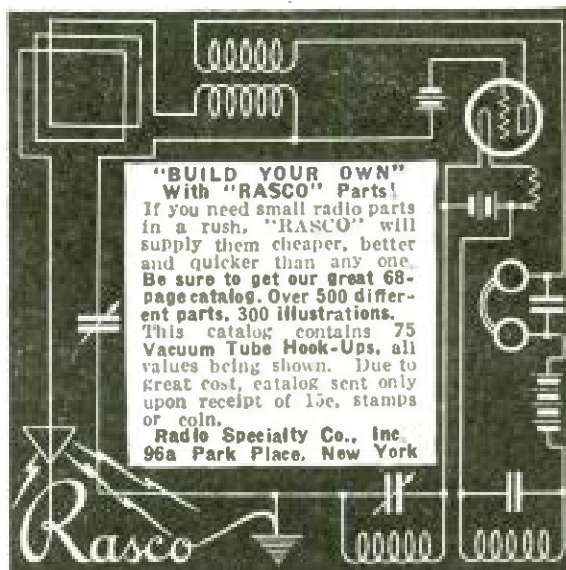 "BUILD YOUR OWN"
With "RASCO" Parts!
If you need small radio parts
in a rush, "RASCO" will
supply them cheaper, better
and quicker than any one.
Be sure to get our great 68-
page catalog. Over 500 differ-
ent parts, 300 illustrations.
This catalog contains 75
Vacuum Tube Hook-Ups, all
values being shown. Due to
great cost, catalog sent only
upon receipt of 15c, stamps
or coin.
Radio Specialty Co., Inc.
96a Park Place, New York
Rasco